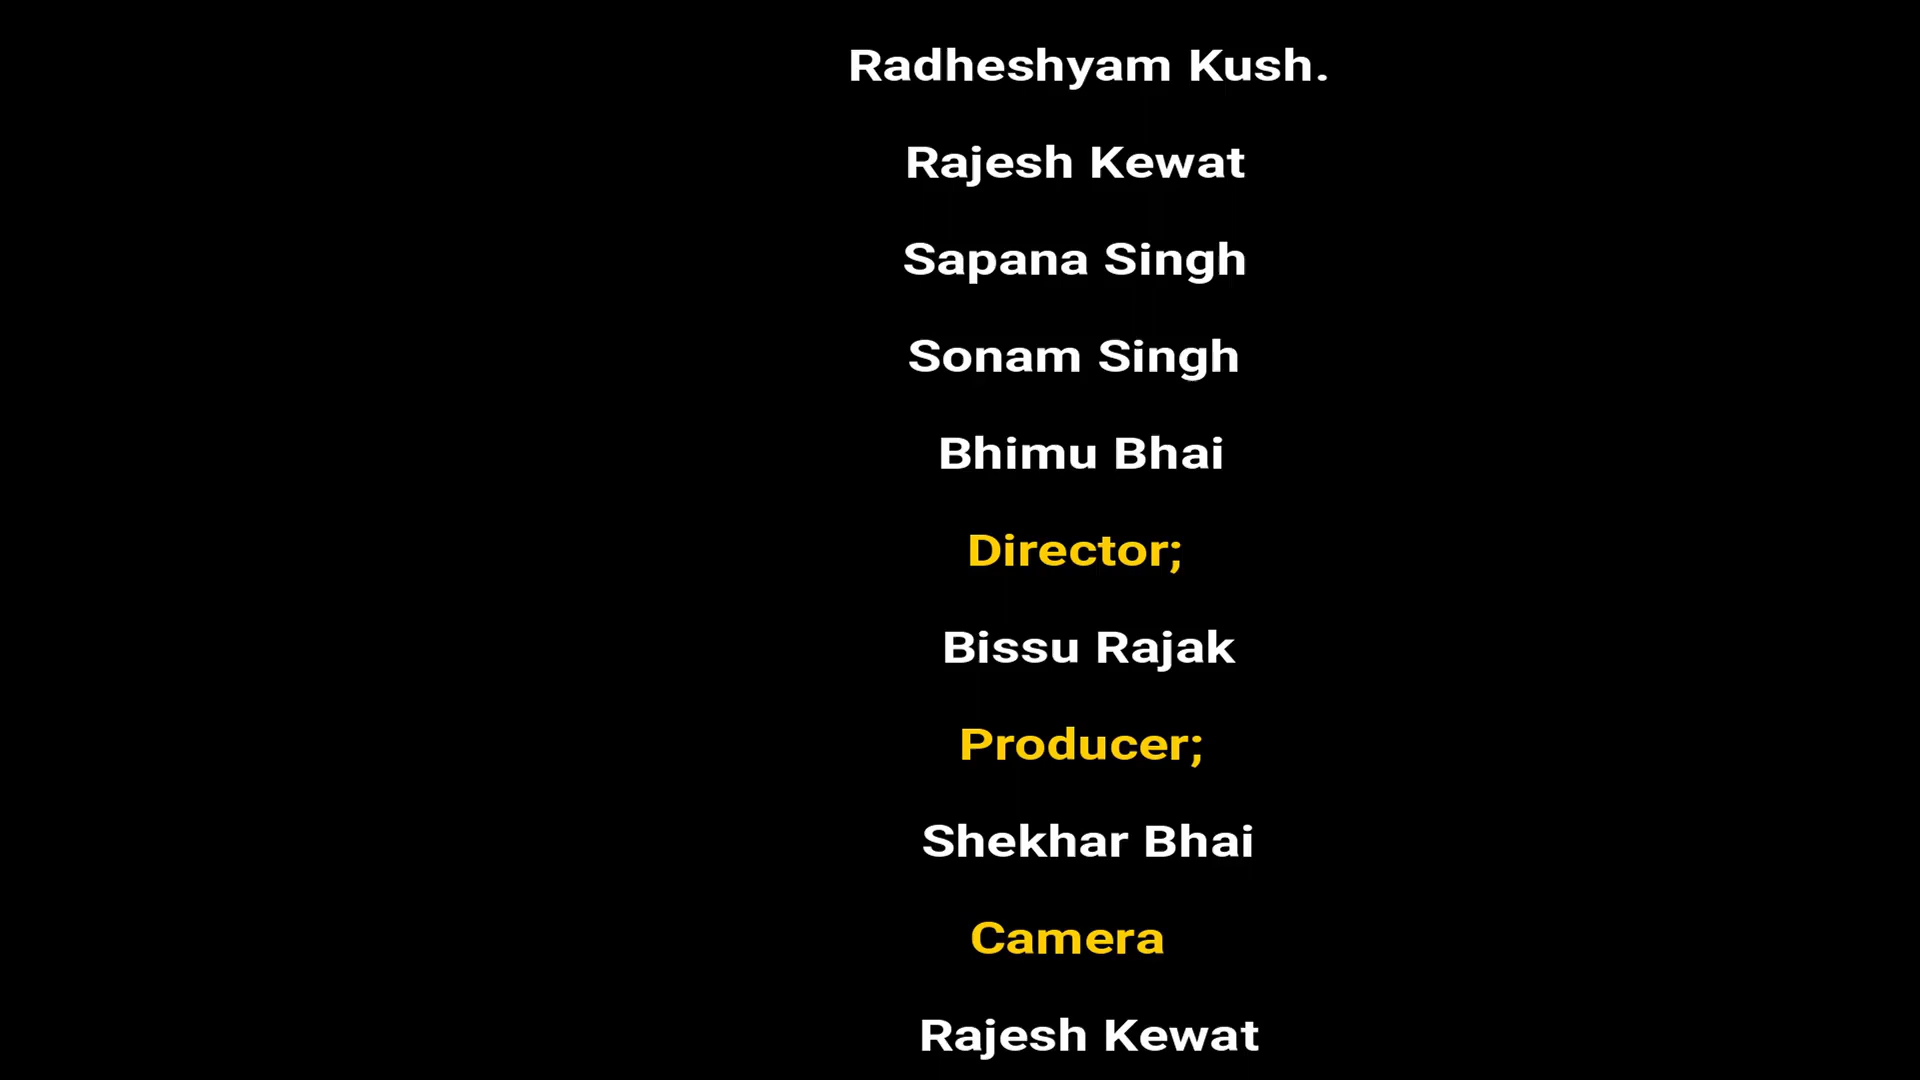 Radheshyam Kush.
Rajesh Kewat
Sapana Singh
Sonam Singh
Bhimu Bhai
Director;
Bissu Rajak
Producer;
Shekhar Bhai
Camera
Rajesh Kewat